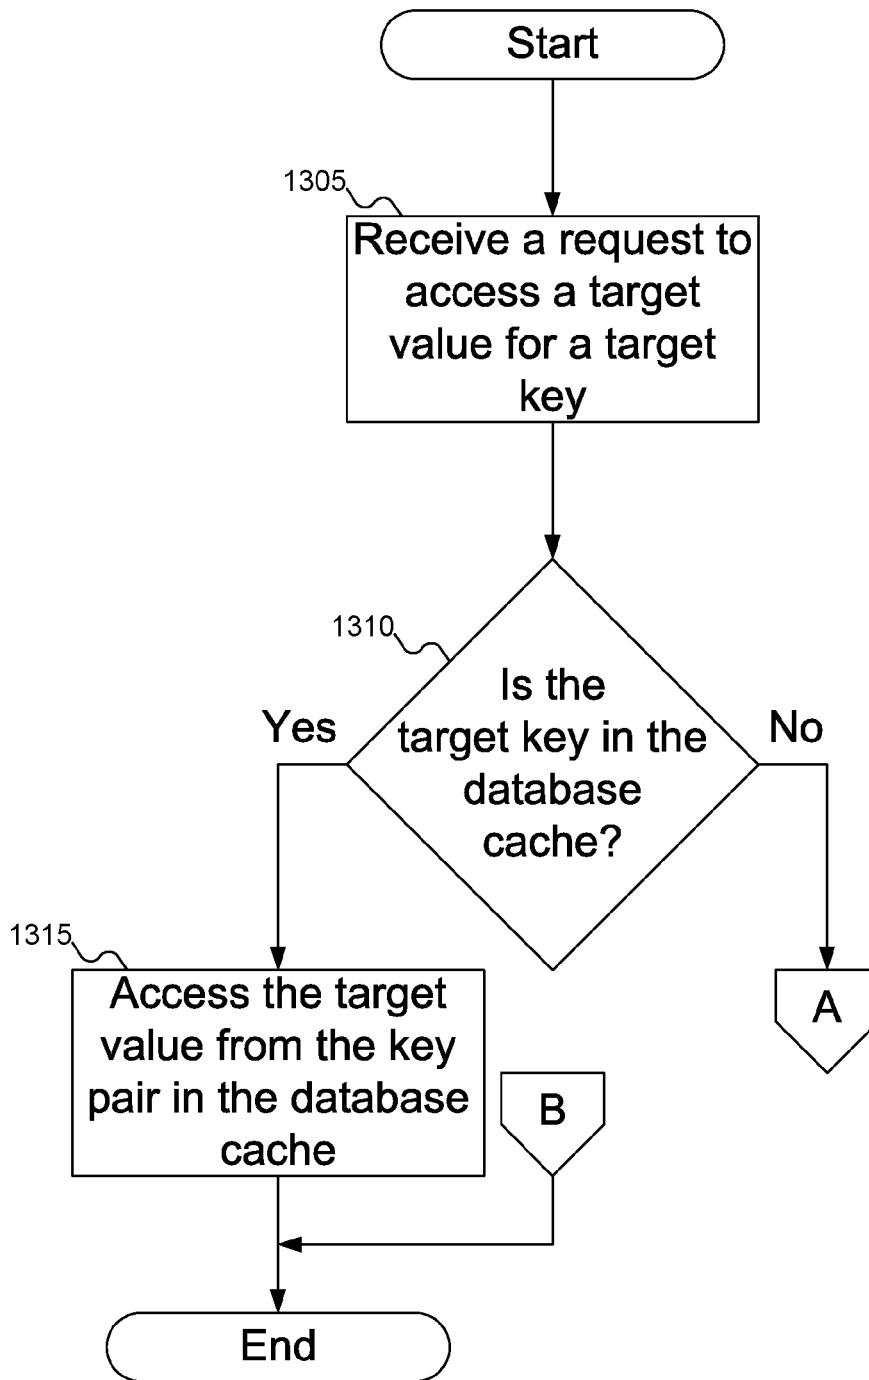 Start
1305
Receive a request to
access a target
value for a target
key
1310
Is the
target key in the
database
cache?
Yes
No
1315
Access the target
value from the key
pair in the database
cache
A
B
End